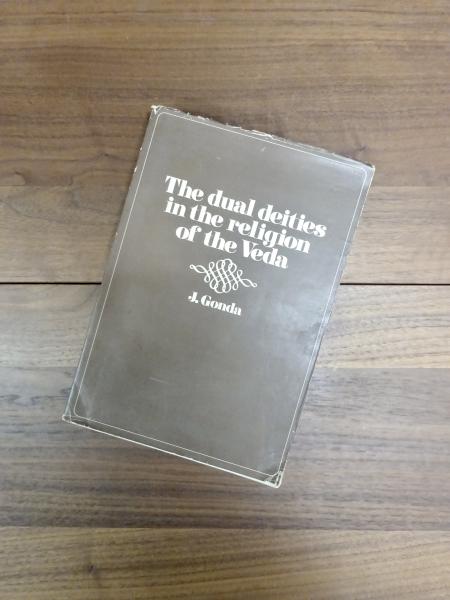 The dual deities
in the religion
of the Veda
J. Gonda